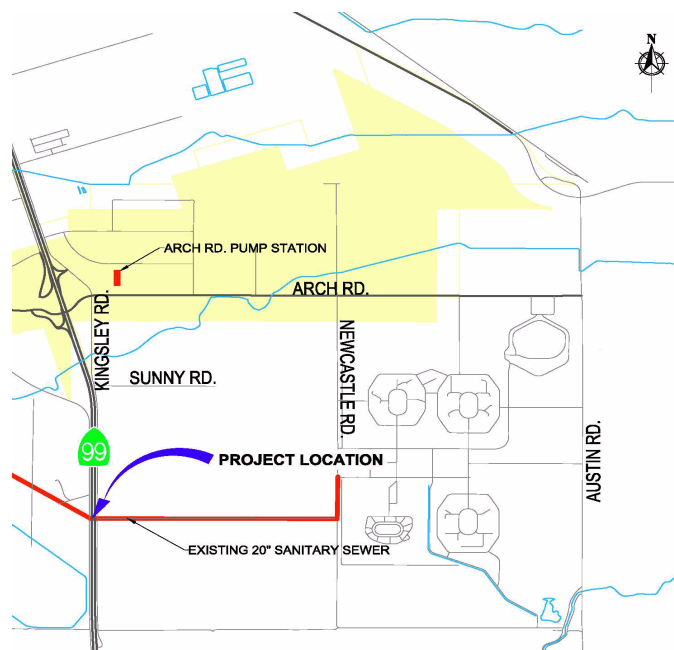 N
ARCH RD. PUMP STATION
ARCH RD.
KINGSLEY RD.
NEWCASTLE RD.
SUNNY RD.
AUSTIN RD.
99
PROJECT LOCATION
EXISTING 20" SANITARY SEWER